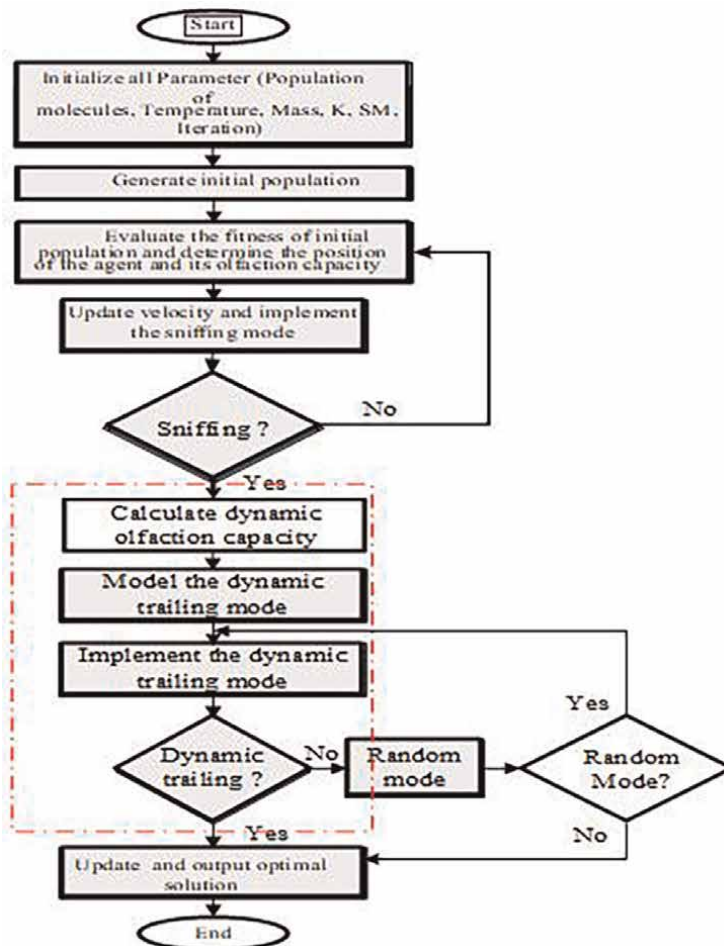 Start
Initialize all Parameter (Population
of
molecules, Temperature, Mass, K, SM,
Iteration)
Generate initial population
Evaluate the fitness of initial
population and determine the position
of the agent and its olfaction capacity
Update velocity and implement
the sniffing mode
Sniffing ?
No
Yes
Calculate dynamic
olfaction capacity
Model the dynamic
trailing mode
Implement the dynamic
trailing mode
Dynamic
trailing ?
No
Random
mode
Random
Mode?
Yes
No
Yes
Update and output optimal
solution
End